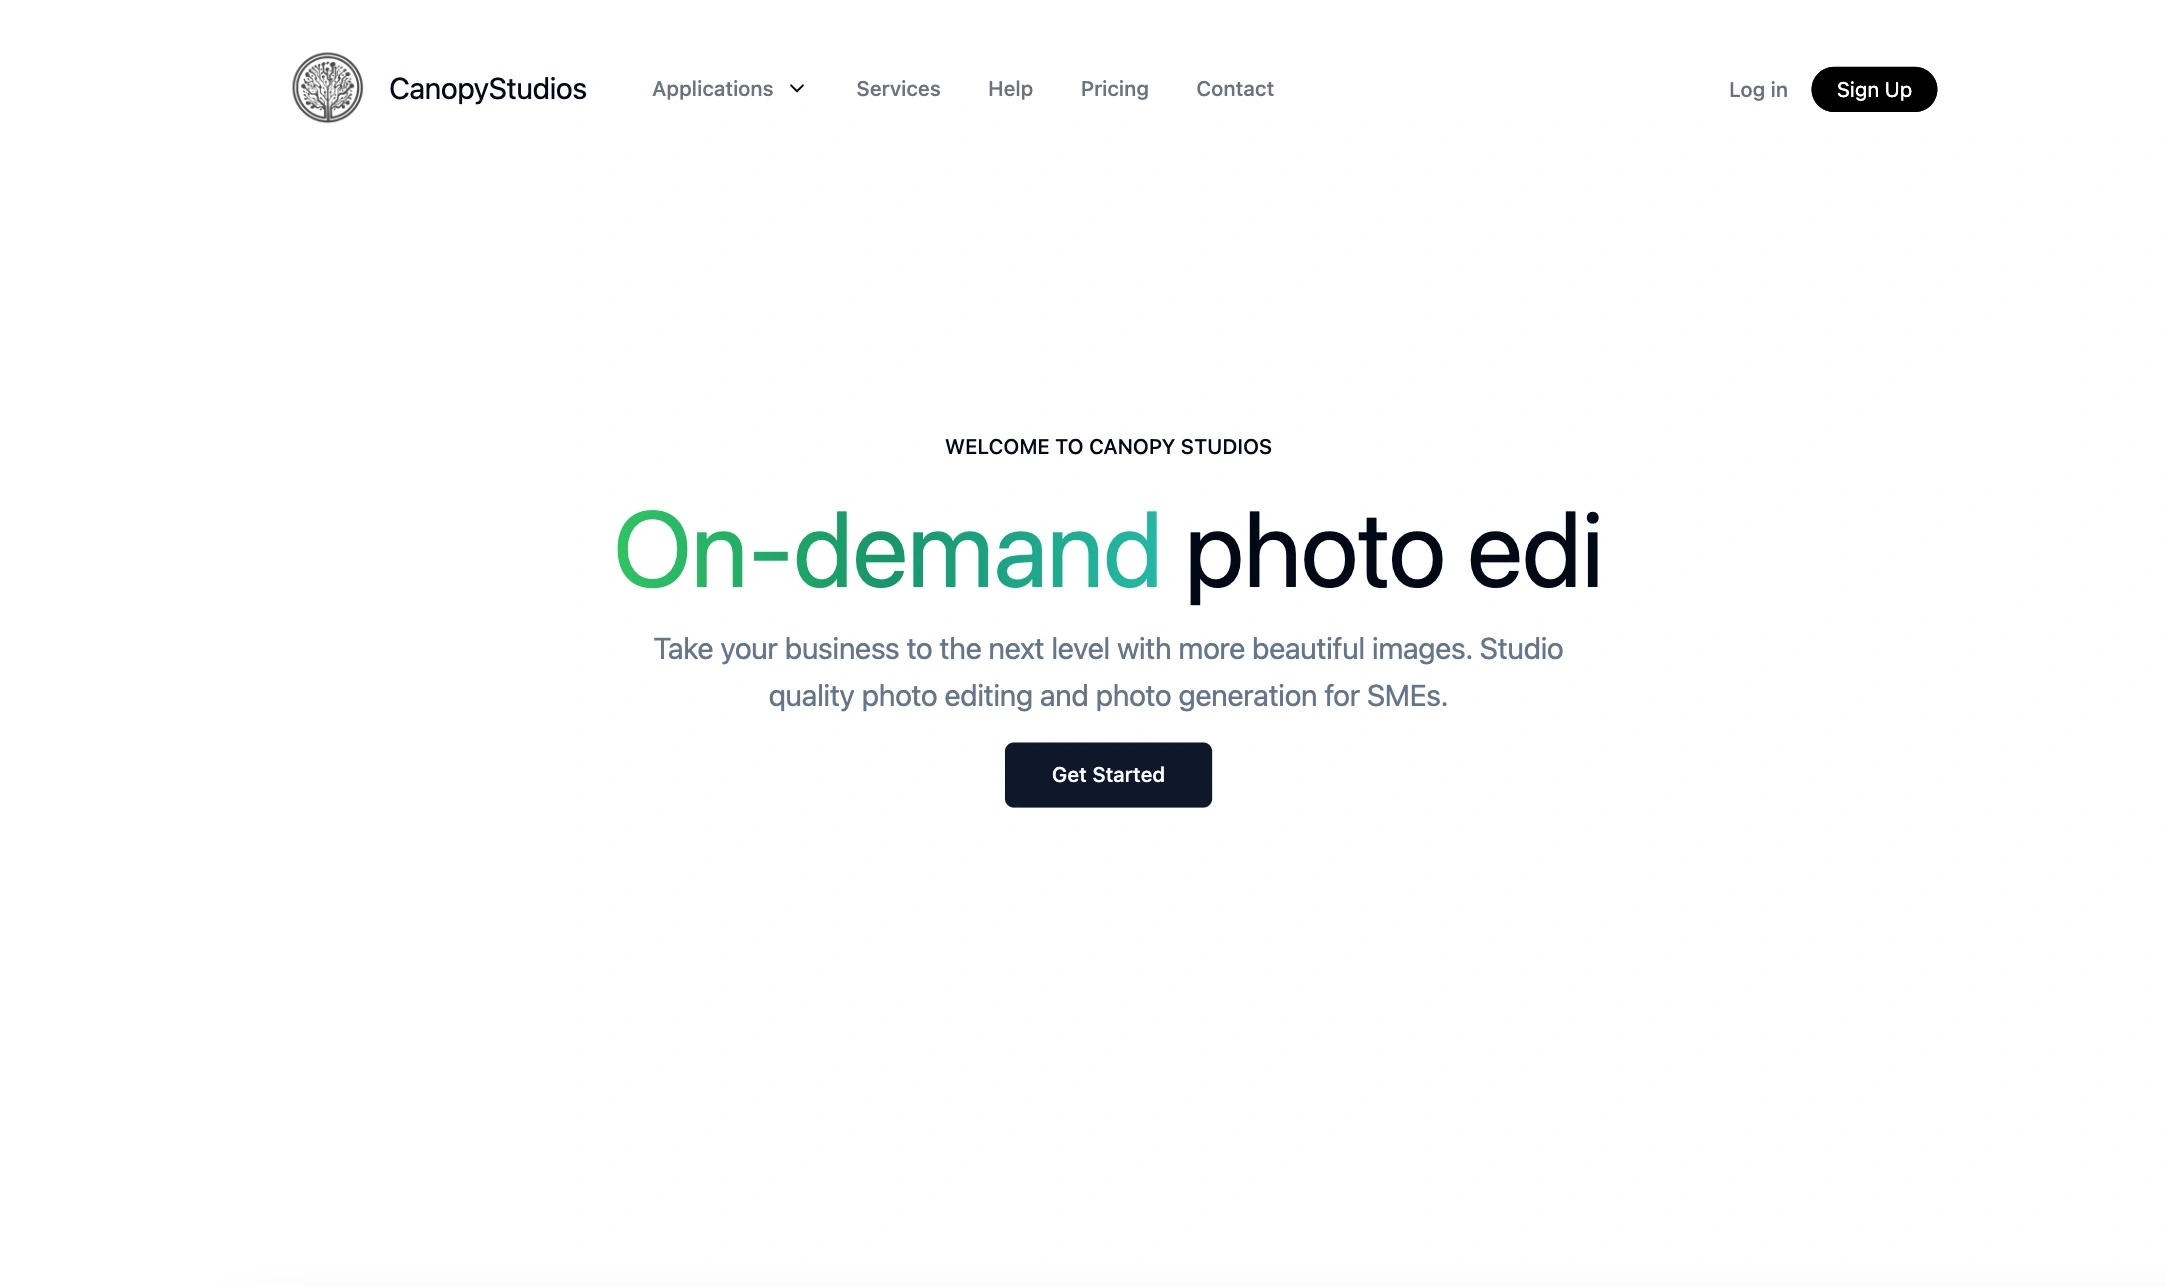 CanopyStudios
Applications
Services
Help
Pricing
Contact
Log in
Sign Up
WELCOME TO CANOPY STUDIOS
On-demand photo edi
Take your business to the next level with more beautiful images. Studio
quality photo editing and photo generation for SMEs.
Get Started